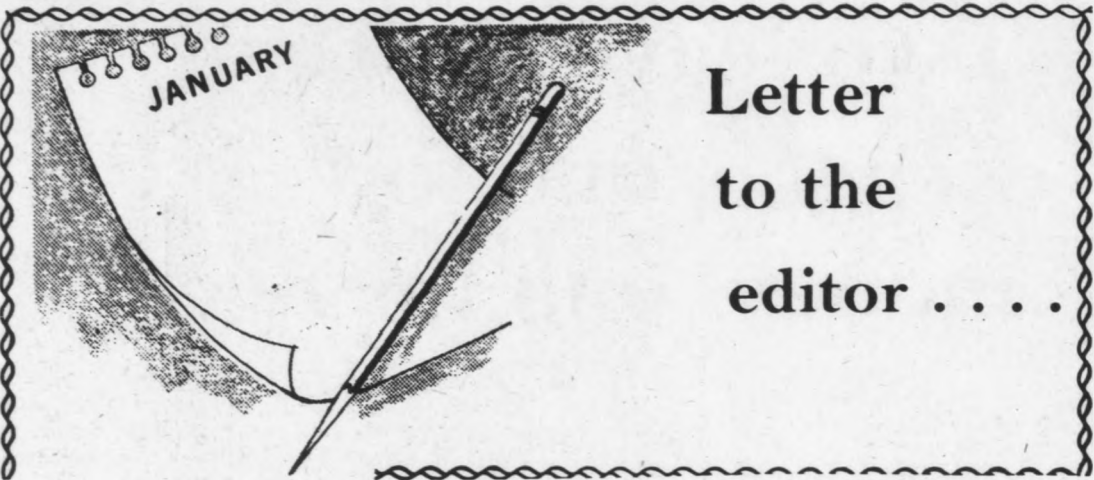 JANUARY
Letter
to the
editor . . . .